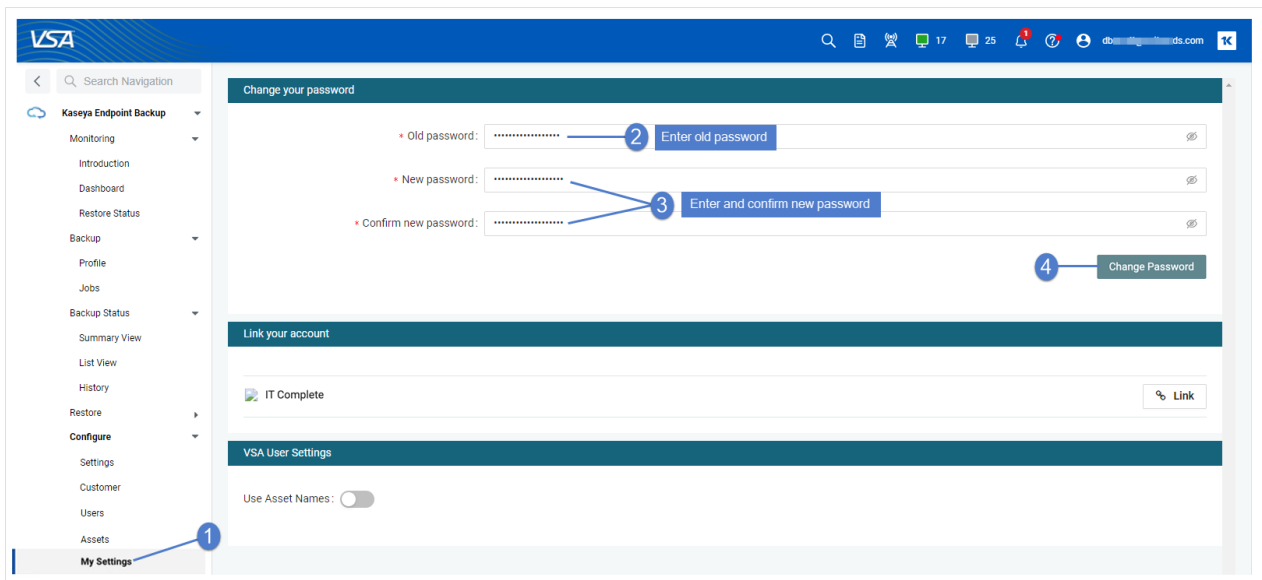 VSA
17
25
1
ds.com
Search Navigation
Kaseya Endpoint Backup
Monitoring
Introduction
Dashboard
Restore Status
Backup
Profile
Jobs
Backup Status
Summary View
List View
History
Restore
Configure
Settings
Customer
Users
Assets
My Settings
1
Change your password
* Old password:
2 Enter old password
* New password:
3 Enter and confirm new password
* Confirm new password:
4 Change Password
Link your account
IT Complete
Link
VSA User Settings
Use Asset Names: